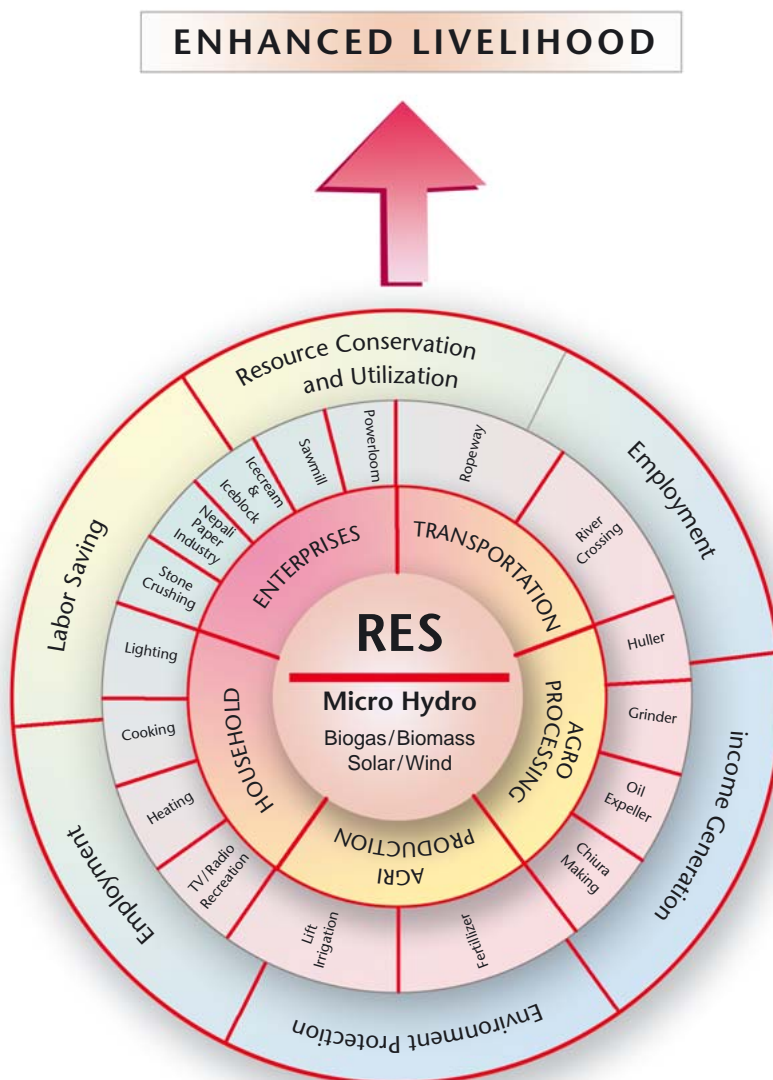 ENHANCED LIVELIHOOD
Resource Conservation
and Utilization
Employment
income Generation
Environment Protection
Employment
Labor Saving
Powerloom
Ropeway
River
Crossing
Huller
Grinder
Oil
Expeller
Chiura
Making
Fertillizer
Lift
Irrigation
TV/Radio
Recreation
Heating
Cooking
Lighting
Stone
Crushing
Nepali
Paper
Industry
Icecream
&
Iceblock
Sawmill
ENTERPRISES
TRANSPORTATION
AGRO
PROCESSING
AGRI
PRODUCTION
HOUSEHOLD
RES
Micro Hydro
Biogas/Biomass
Solar/Wind